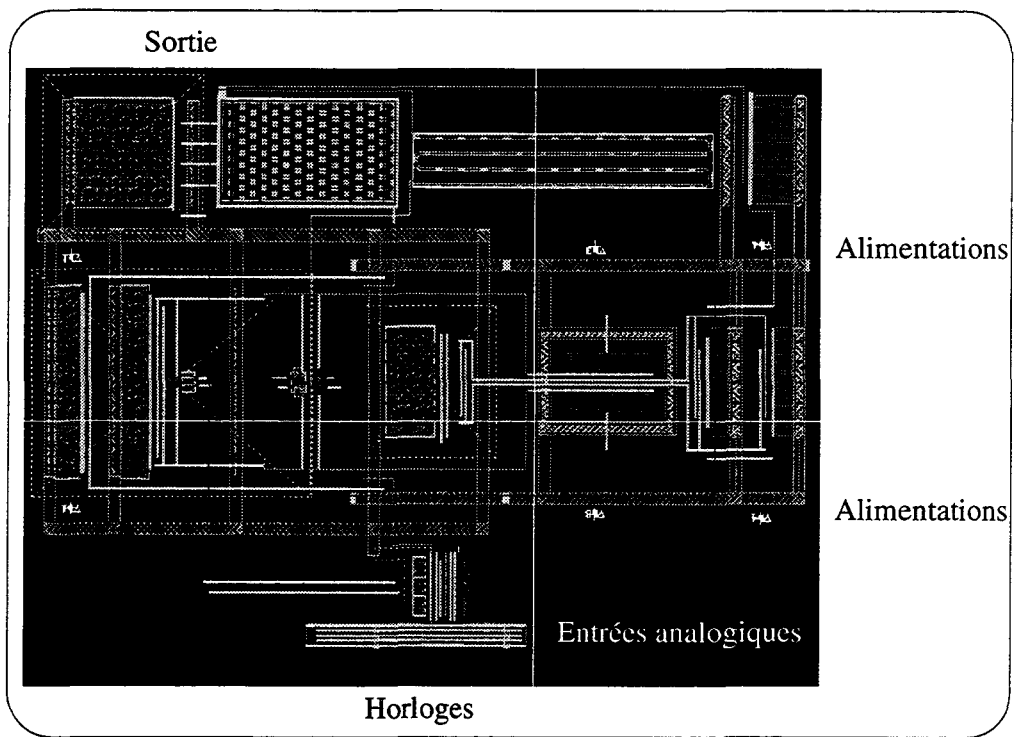 Sortie
Alimentations
Alimentations
Entrées analogiques
Horloges